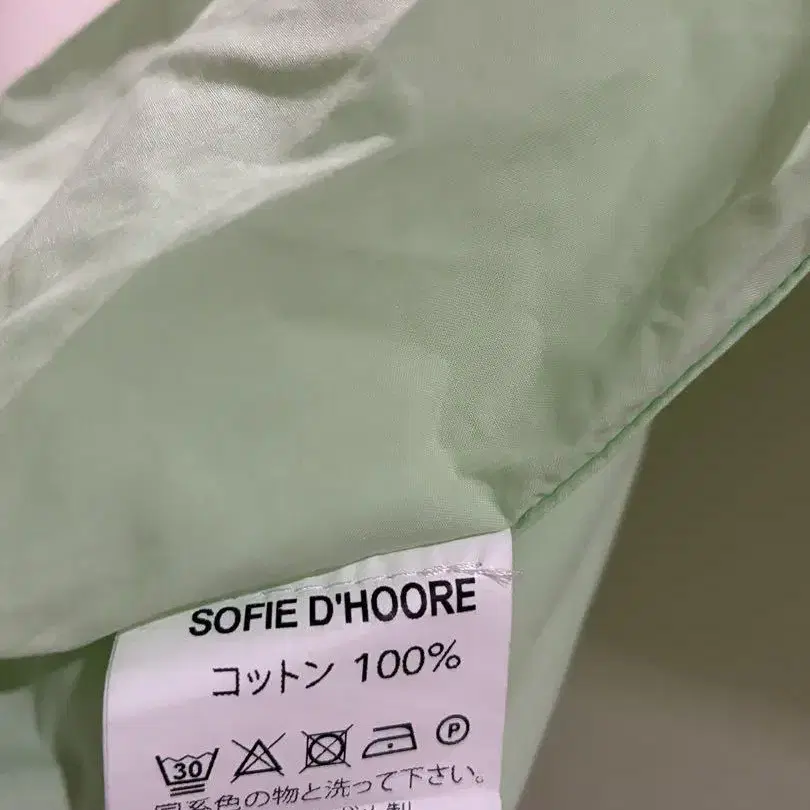 SOFIE D'HOORE
コットン 100%
30 P
同系色の物と洗って下さい。
製